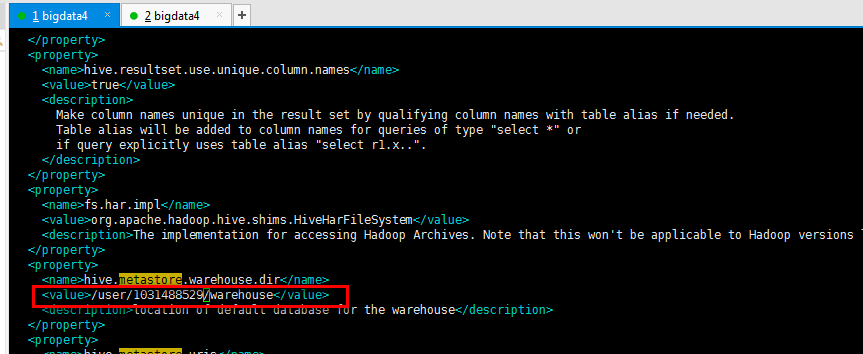 1 bigdata4 × 2 bigdata4 × +
</property>
<property>
<name>hive.resultset.use.unique.column.names</name>
<value>true</value>
<description>
Make column names unique in the result set by qualifying column names with table alias if needed.
Table alias will be added to column names for queries of type "select *" or
if query explicitly uses table alias "select r1.x..".
</description>
</property>
<property>
<name>fs.har.impl</name>
<value>org.apache.hadoop.hive.shims.HiveHarFileSystem</value>
<description>The implementation for accessing Hadoop Archives. Note that this won't be applicable to Hadoop versions
</property>
<property>
<name>hive.metastore.warehouse.dir</name>
<value>/user/1031488529/warehouse</value>
<description>location of default database for the warehouse</description>
</property>
<property>
<name>hive.metastore.uris</name>